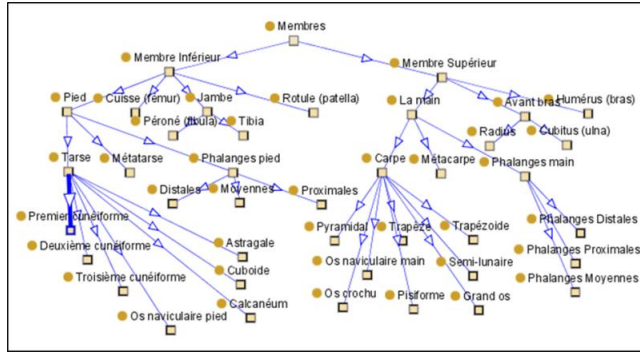 Membres
Membre Inférieur
Membre Supérieur
Pied
Cuisse (fémur)
Jambe
Rotule (patella)
La main
Avant bras
Humérus (bras)
Péroné (fibula)
Tibia
Radius
Cubitus (ulna)
Tarse
Métatarse
Phalanges pied
Carpe
Métacarpe
Phalanges main
Distales
Moyennes
Proximales
Premier cunéiforme
Pyramidal
Trapèze
Trapézoide
Phalanges Distales
Deuxième cunéiforme
Astragale
Phalanges Proximales
Troisième cunéiforme
Cuboide
Os naviculaire main
Semi-lunaire
Phalanges Moyennes
Os naviculaire pied
Calcanéum
Os crochu
Pisiforme
Grand os